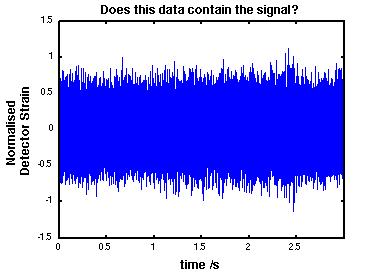 Does this data contain the signal?
1.5
1
0.5
0
-0.5
-1
-1.5
Normalised
Detector Strain
0 0.5 1 1.5 2 2.5
time /s